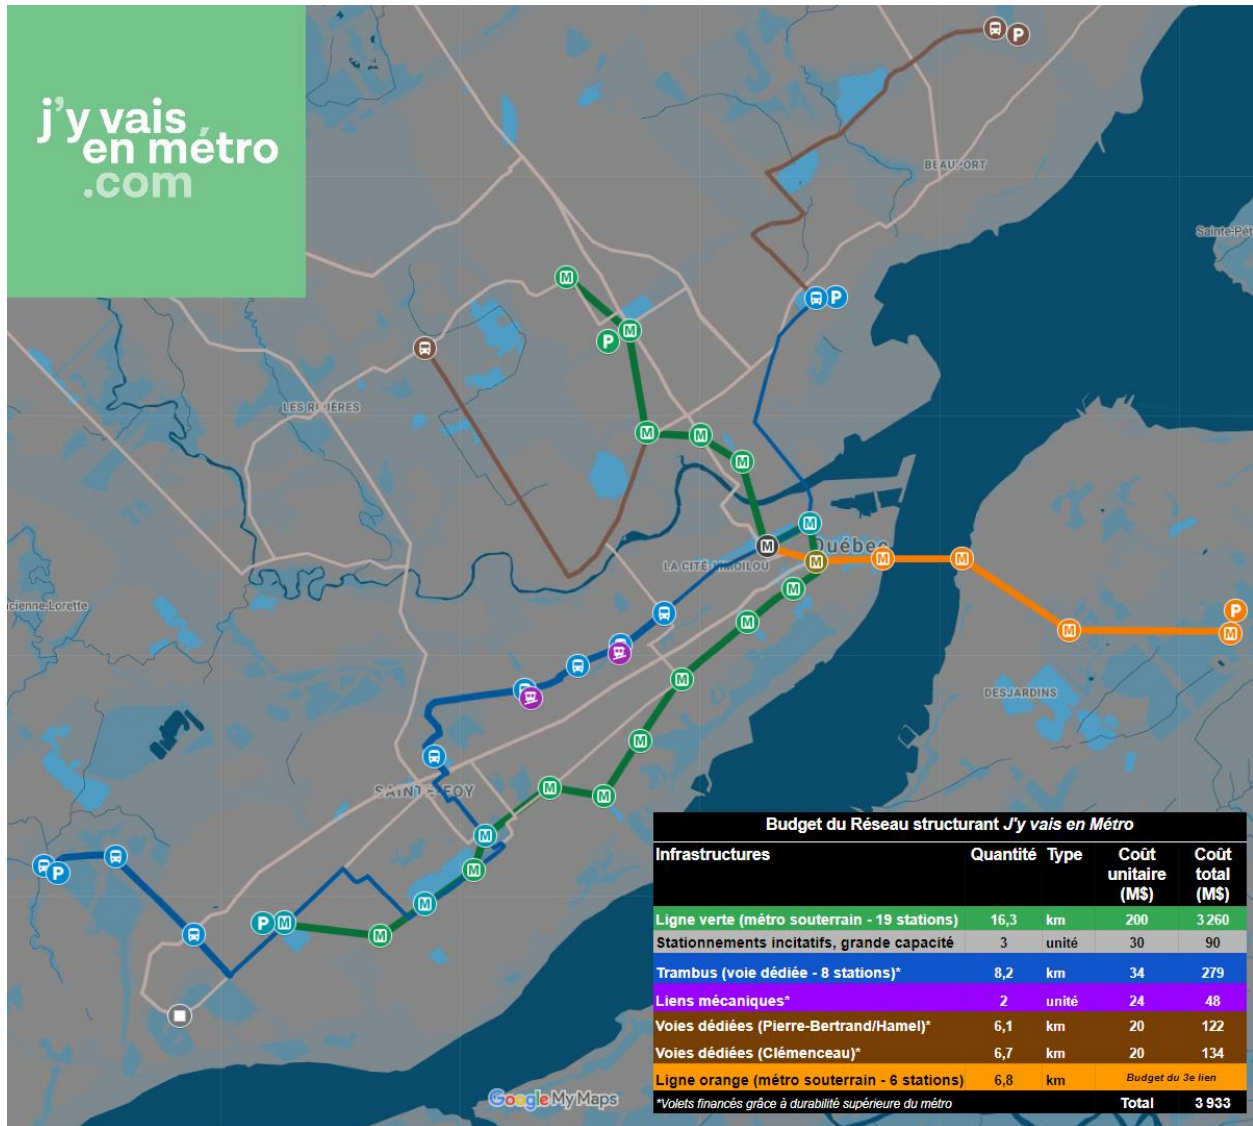 j'y vais
en métro
.com
BEAUPORT
Sainte-Pét
P
M
M
P
P
LES RIVIÈRES
M
M
M
M
M
Québec
M
M
M
M
LA CITÉ-LIMOILOU
ucienne-Lorette
M
M
P
M
M
M
DESJARDINS
M
SAINTE-FOY
M
M
M
M
P
M
P
M
M
Google My Maps
Budget du Réseau structurant J'y vais en Métro
Infrastructures Quantité Type Coût unitaire (M$) Coût total (M$)
Ligne verte (métro souterrain - 19 stations) 16,3 km 200 3 260
Stationnements incitatifs, grande capacité 3 unité 30 90
Trambus (voie dédiée - 8 stations)* 8,2 km 34 279
Liens mécaniques* 2 unité 24 48
Voies dédiées (Pierre-Bertrand/Hamel)* 6,1 km 20 122
Voies dédiées (Clémenceau)* 6,7 km 20 134
Ligne orange (métro souterrain - 6 stations) 6,8 km Budget du 3e lien
*Volets financés grâce à durabilité supérieure du métro Total 3 933